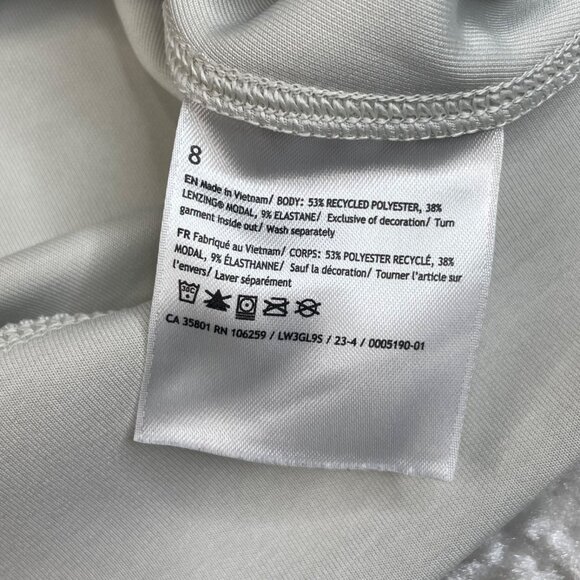 8
EN Made in Vietnam/ BODY: 53% RECYCLED POLYESTER, 38%
LENZING® MODAL, 9% ELASTANE/ Exclusive of decoration/ Turn
garment inside out/ Wash separately
FR Fabriqué au Vietnam/ CORPS: 53% POLYESTER RECYCLÉ, 38%
MODAL, 9% ÉLASTHANNE/ Sauf la décoration/ Tourner l'article sur
l'envers/ Laver séparément
30C
CA 35801 RN 106259 / LW3GL9S / 23-4 / 0005190-01